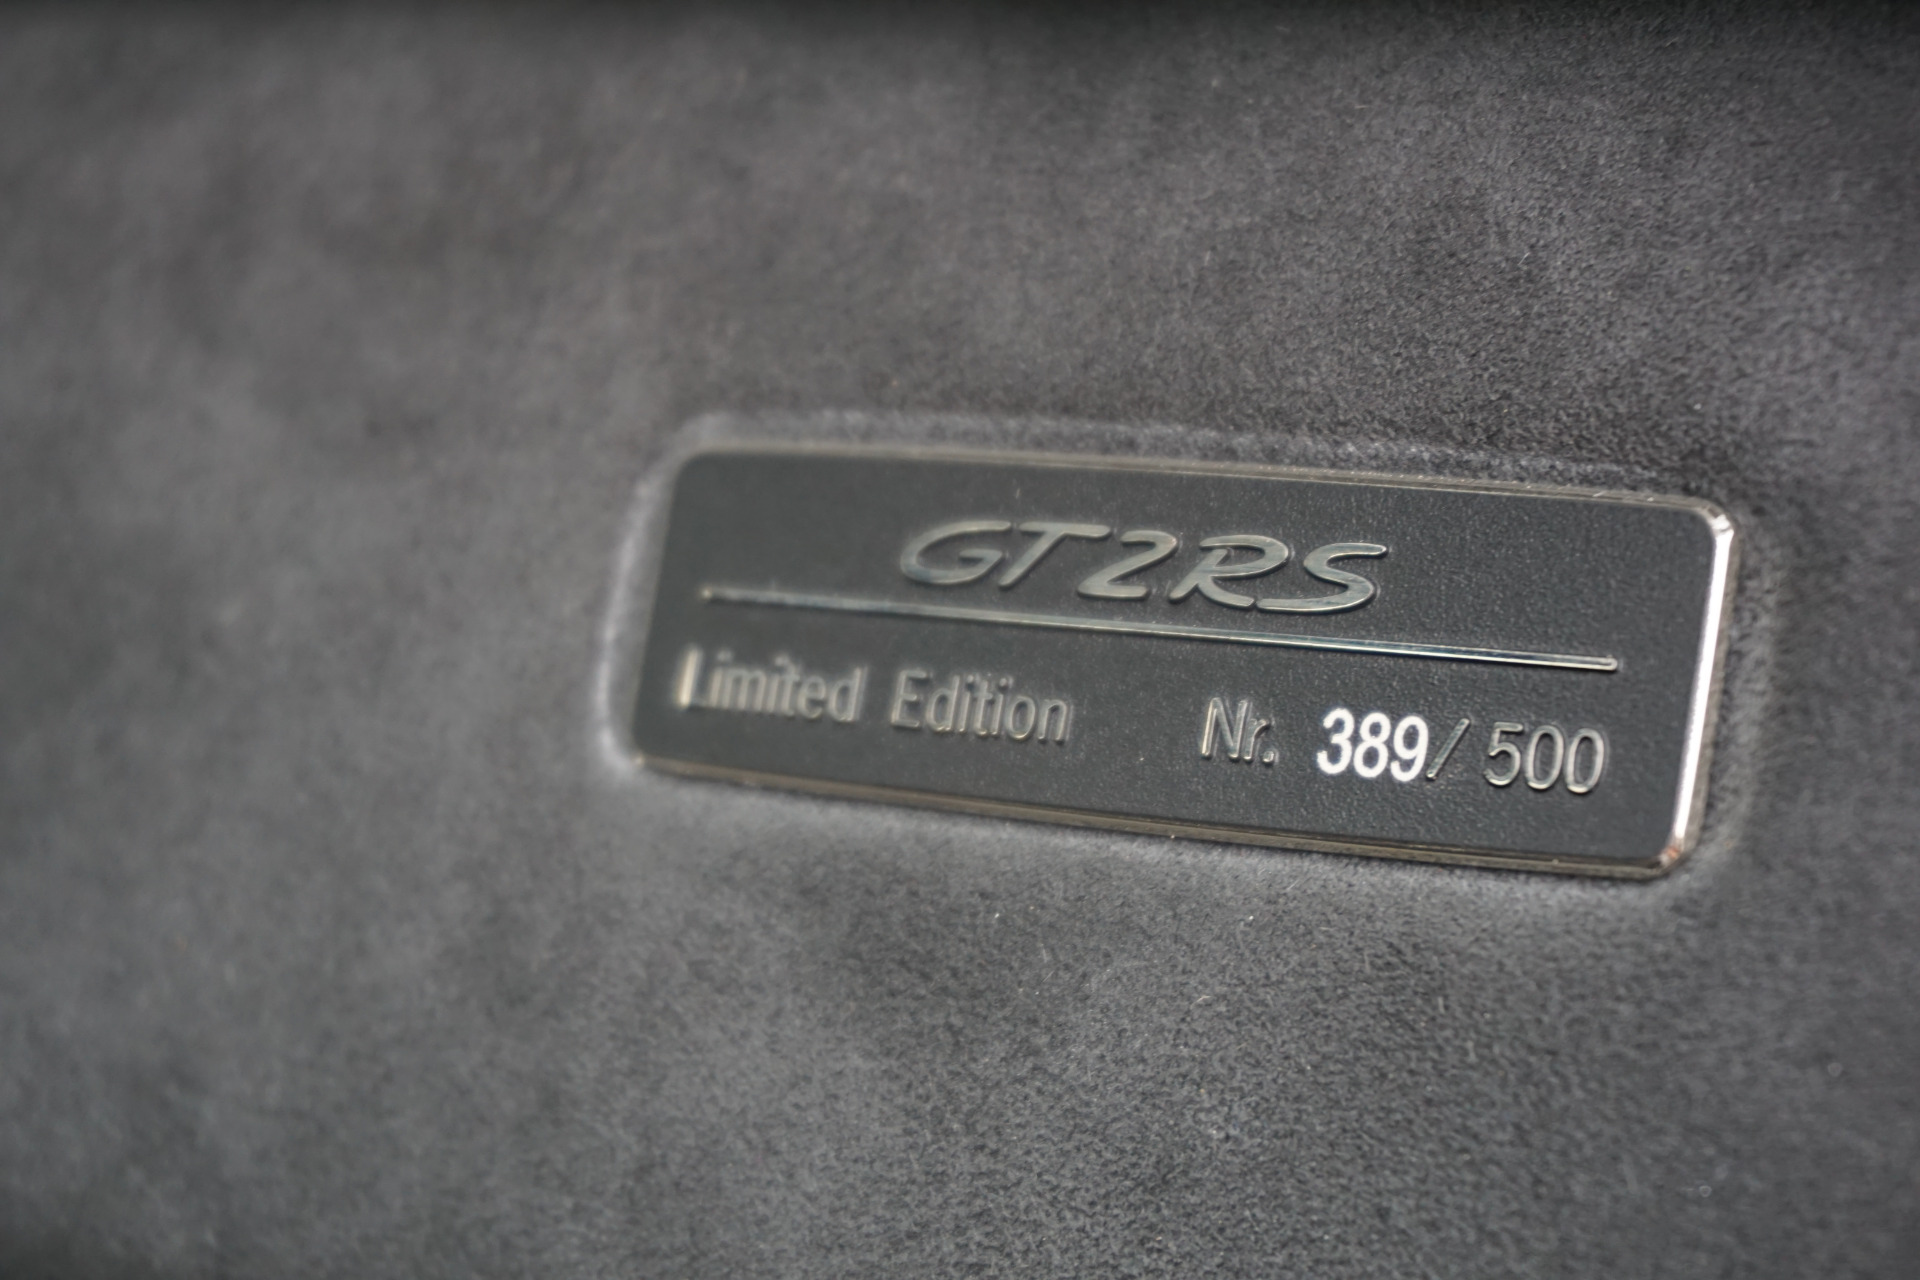 GT2RS
Limited Edition Nr. 389/500